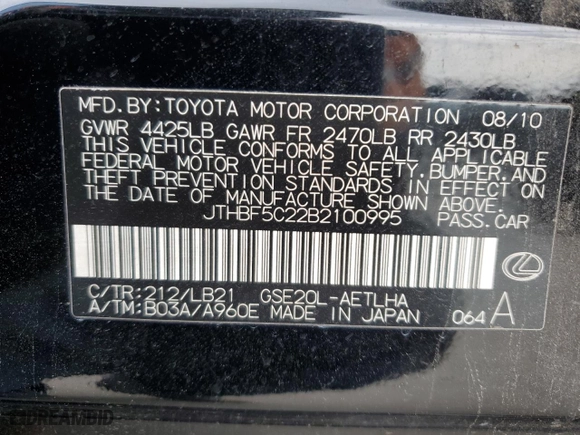 MFD.BY:TOYOTA MOTOR CORPORATION 08/10
GVWR 4425LB GAWR FR 2470LB RR 2430LB
THIS VEHICLE CONFORMS TO ALL APPLICABLE
FEDERAL MOTOR VEHICLE SAFETY,BUMPER,AND
THEFT PREVENTION STANDARDS IN EFFECT ON
THE DATE OF MANUFACTURE SHOWN ABOVE.
JTHBF5C22B2100995 PASS.CAR
C/TR:212/LB21 GSE20L-AETLHA
A/TM:B03A/A960E MADE IN JAPAN 064 A
DREAMBID